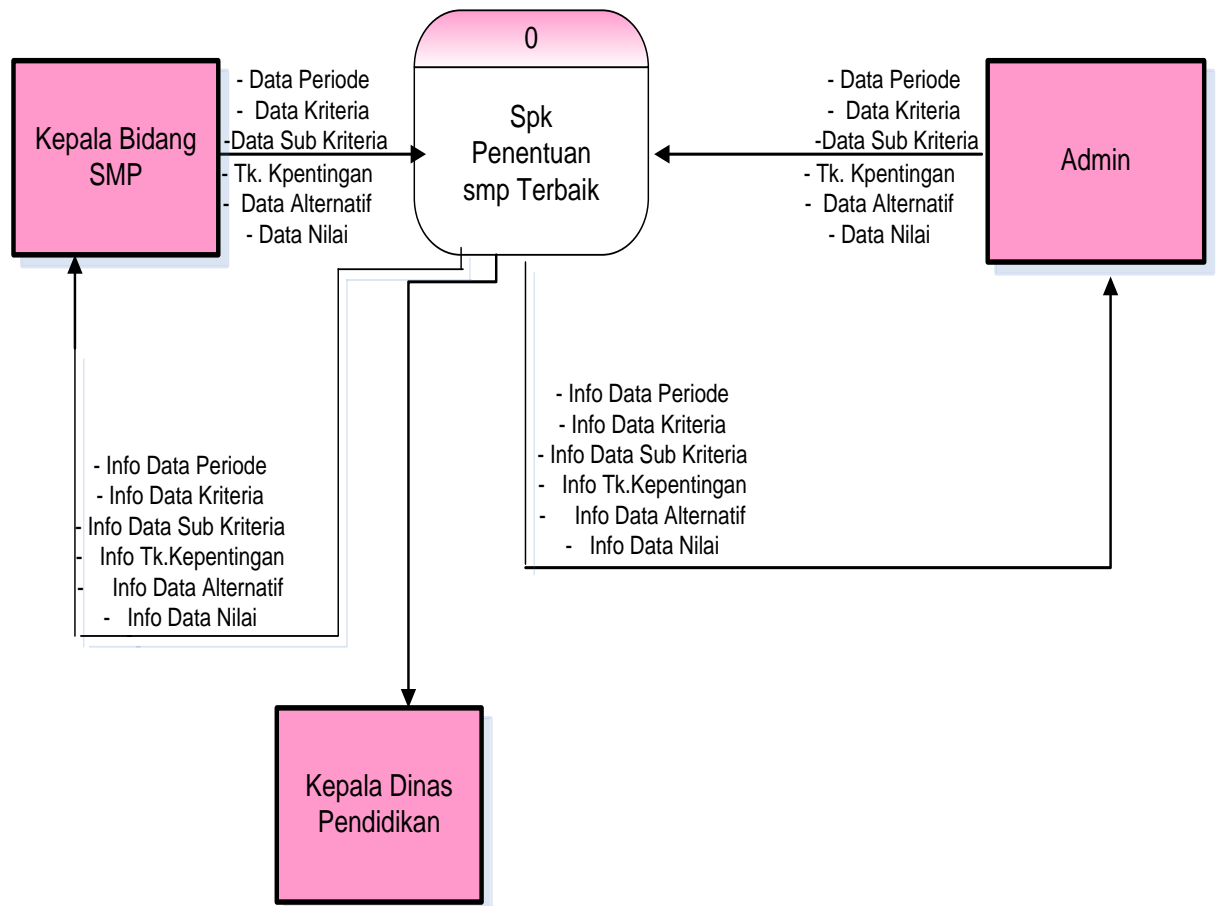 0
Spk
Penentuan
smp Terbaik
Kepala Bidang
SMP
- Data Periode
- Data Kriteria
-Data Sub Kriteria
- Tk. Kpentingan
- Data Alternatif
- Data Nilai
- Data Periode
- Data Kriteria
-Data Sub Kriteria
- Tk. Kpentingan
- Data Alternatif
- Data Nilai
Admin
- Info Data Periode
- Info Data Kriteria
- Info Data Sub Kriteria
- Info Tk.Kepentingan
- Info Data Alternatif
- Info Data Nilai
- Info Data Periode
- Info Data Kriteria
- Info Data Sub Kriteria
- Info Tk.Kepentingan
- Info Data Alternatif
- Info Data Nilai
Kepala Dinas
Pendidikan